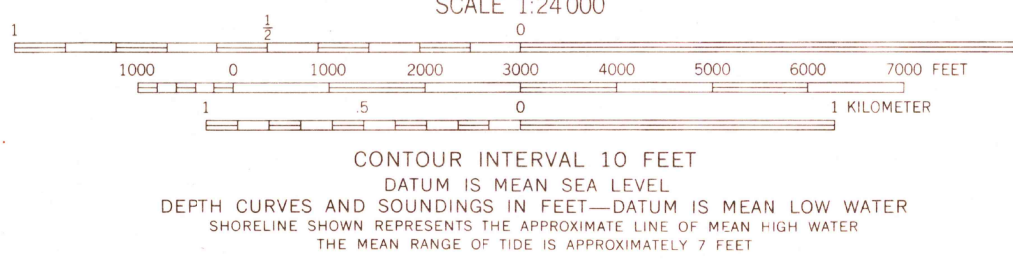 SCALE 1:24000
1 1/2 0
1000 0 1000 2000 3000 4000 5000 6000 7000 FEET
1 .5 0 1 KILOMETER
CONTOUR INTERVAL 10 FEET
DATUM IS MEAN SEA LEVEL
DEPTH CURVES AND SOUNDINGS IN FEET—DATUM IS MEAN LOW WATER
SHORELINE SHOWN REPRESENTS THE APPROXIMATE LINE OF MEAN HIGH WATER
THE MEAN RANGE OF TIDE IS APPROXIMATELY 7 FEET